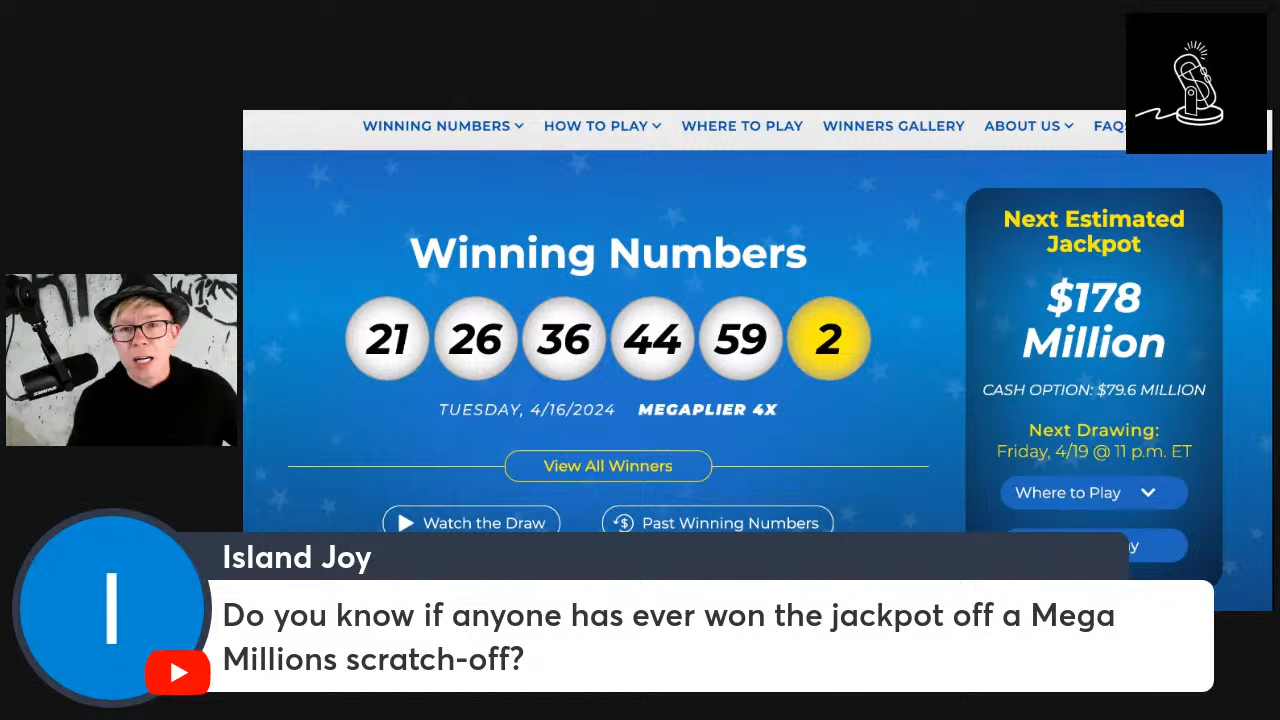 WINNING NUMBERS HOW TO PLAY WHERE TO PLAY WINNERS GALLERY ABOUT US FAQS
Winning Numbers
21 26 36 44 59 2
TUESDAY, 4/16/2024 MEGAPLIER 4X
View All Winners
Watch the Draw Past Winning Numbers
Next Estimated
Jackpot
$178
Million
CASH OPTION: $79.6 MILLION
Next Drawing:
Friday, 4/19 @ 11 p.m. ET
Where to Play
I
Island Joy
Do you know if anyone has ever won the jackpot off a Mega
Millions scratch-off?